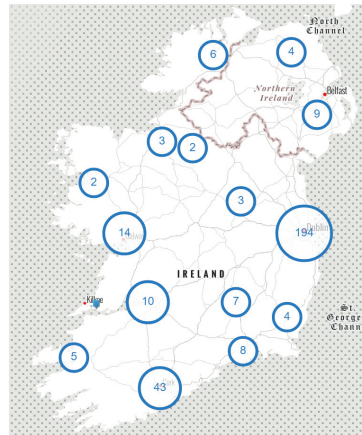 North
Channel
6
4
Northern
Ireland
Belfast
9
3
2
2
3
14
194
Dublin
IRELAND
Kilkee
10
7
4
St.
George
Chann
5
8
43